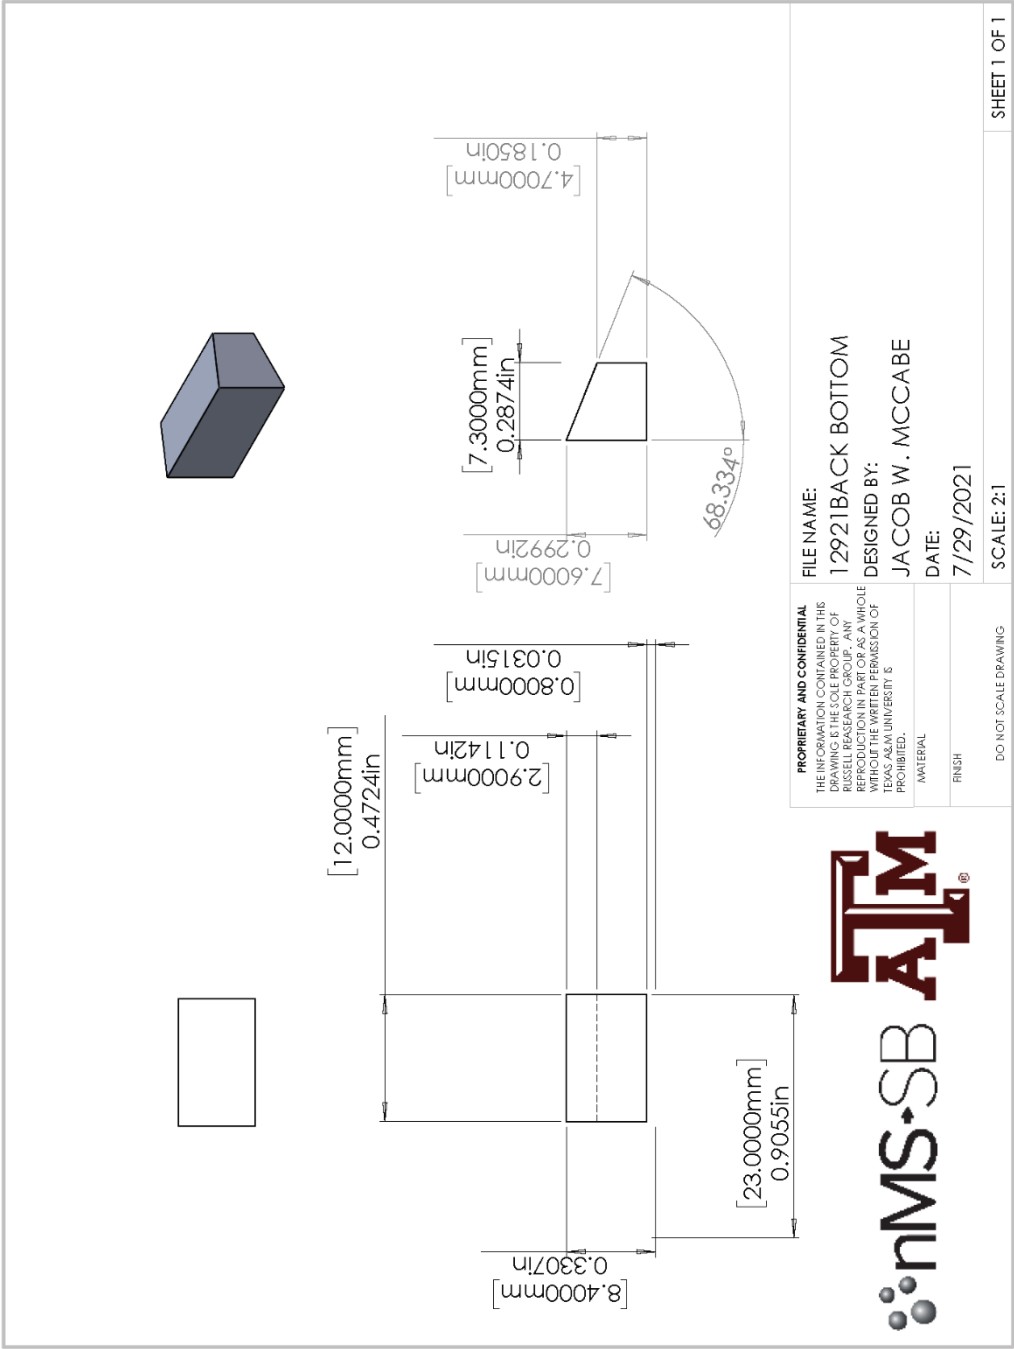 [12.0000mm]
0.4724in
[2.9000mm]
0.1142in
[0.8000mm]
0.0315in
[8.4000mm]
0.3307in
[23.0000mm]
0.9055in
[7.3000mm]
0.2874in
[4.7000mm]
0.1850in
[7.6000mm]
0.2992in
68.334°
nMS SB
A T M ®
PROPRIETARY AND CONFIDENTIAL
THE INFORMATION CONTAINED IN THIS
DRAWING IS THE SOLE PROPERTY OF
RUSSELL REASEARCH GROUP. ANY
REPRODUCTION IN PART OR AS A WHOLE
WITHOUT THE WRITTEN PERMISSION OF
TEXAS A&M UNIVERSITY IS
PROHIBITED.
MATERIAL
FINISH
DO NOT SCALE DRAWING
FILE NAME:
12921BACK BOTTOM
DESIGNED BY:
JACOB W. MCCABE
DATE:
7/29/2021
SCALE: 2:1
SHEET 1 OF 1